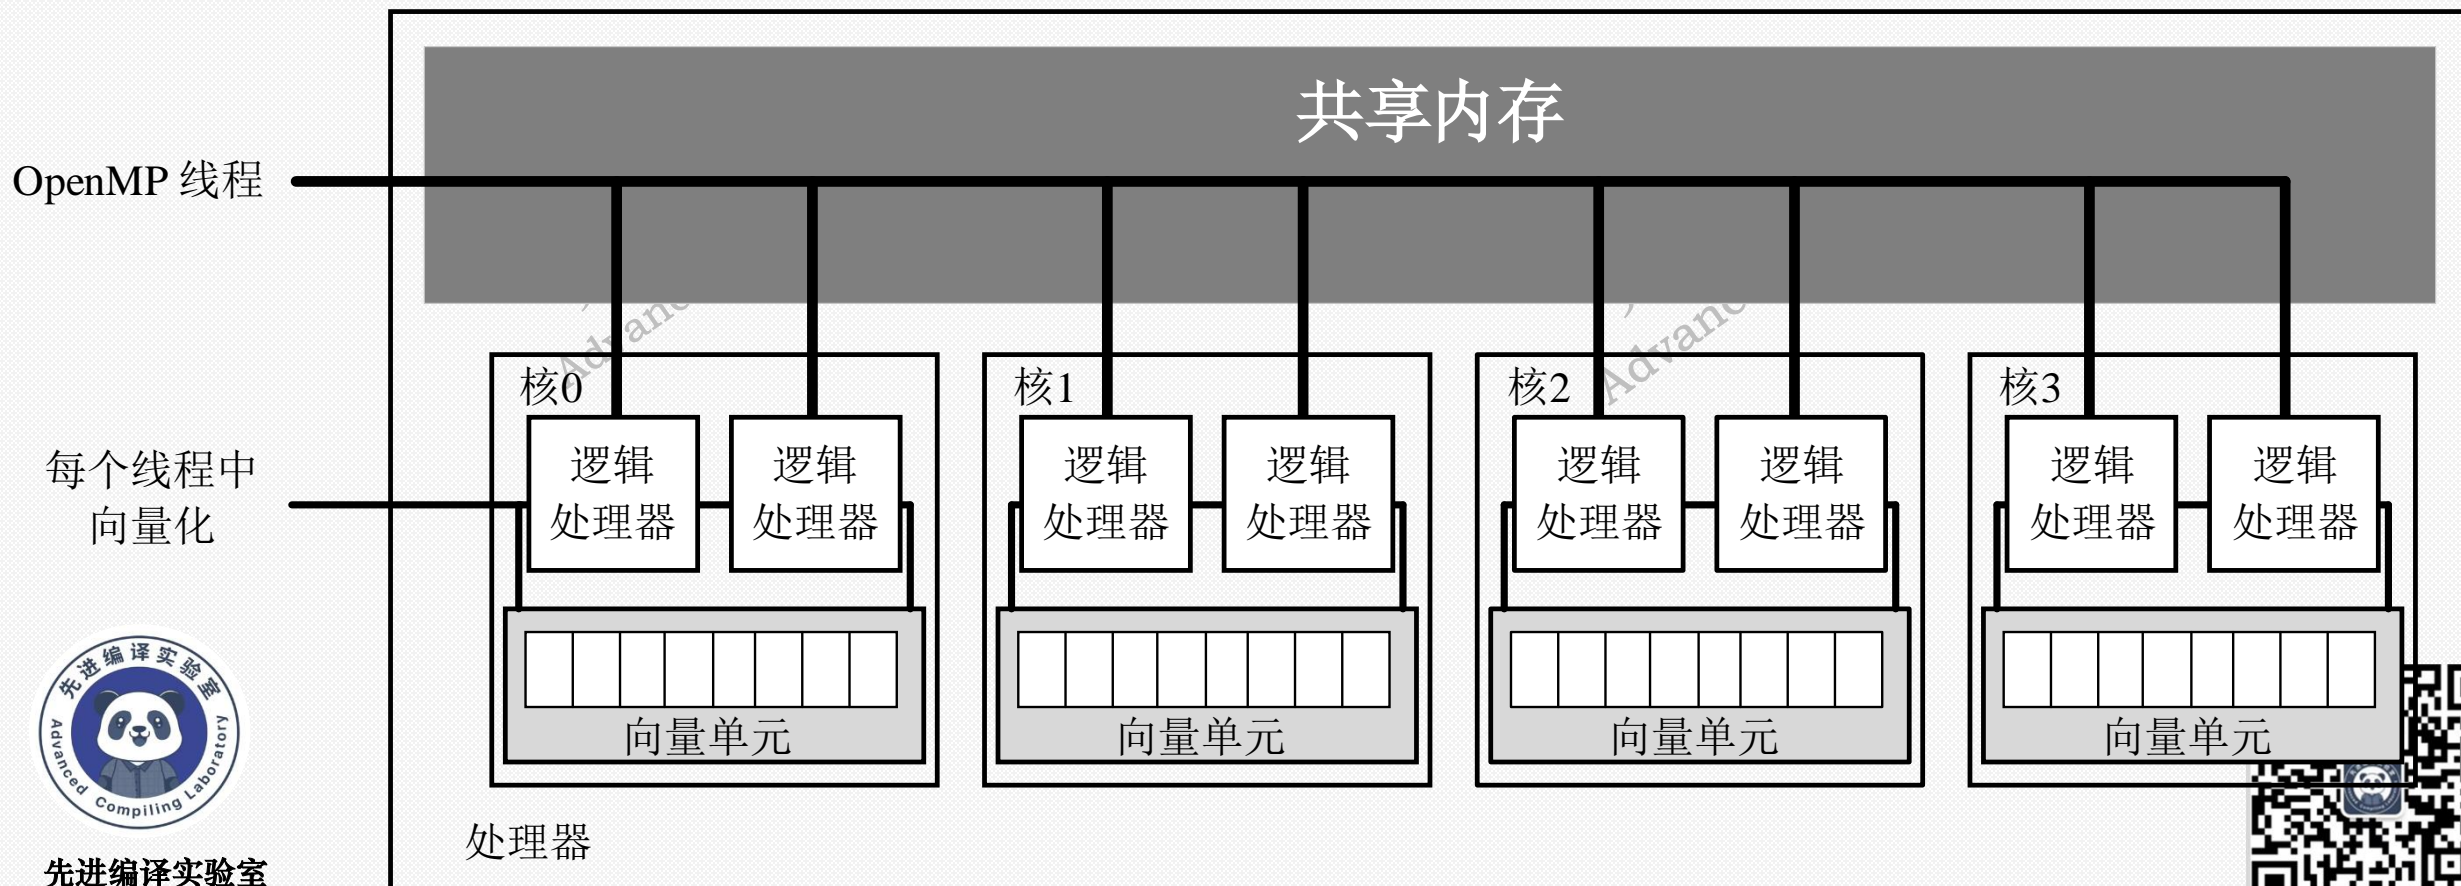 共享内存
OpenMP 线程
Advanc
Advanc
核0
核1
核2
核3
逻辑
处理器
逻辑
处理器
逻辑
处理器
逻辑
处理器
逻辑
处理器
逻辑
处理器
逻辑
处理器
逻辑
处理器
每个线程中
向量化
向量单元
向量单元
向量单元
向量单元
先进编译实验室
Advanced Compiling Laboratory
处理器
先进编译实验室